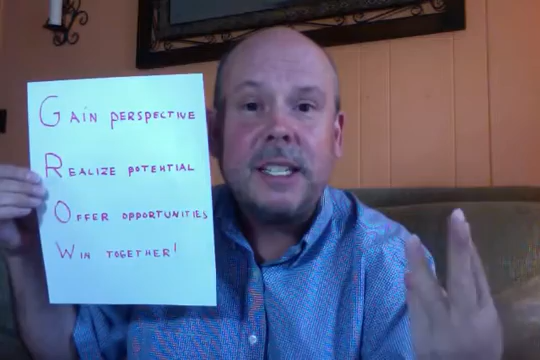 GAIN PERSPECTIVE
REALIZE POTENTIAL
OFFER OPPORTUNITIES
WIN TOGETHER!